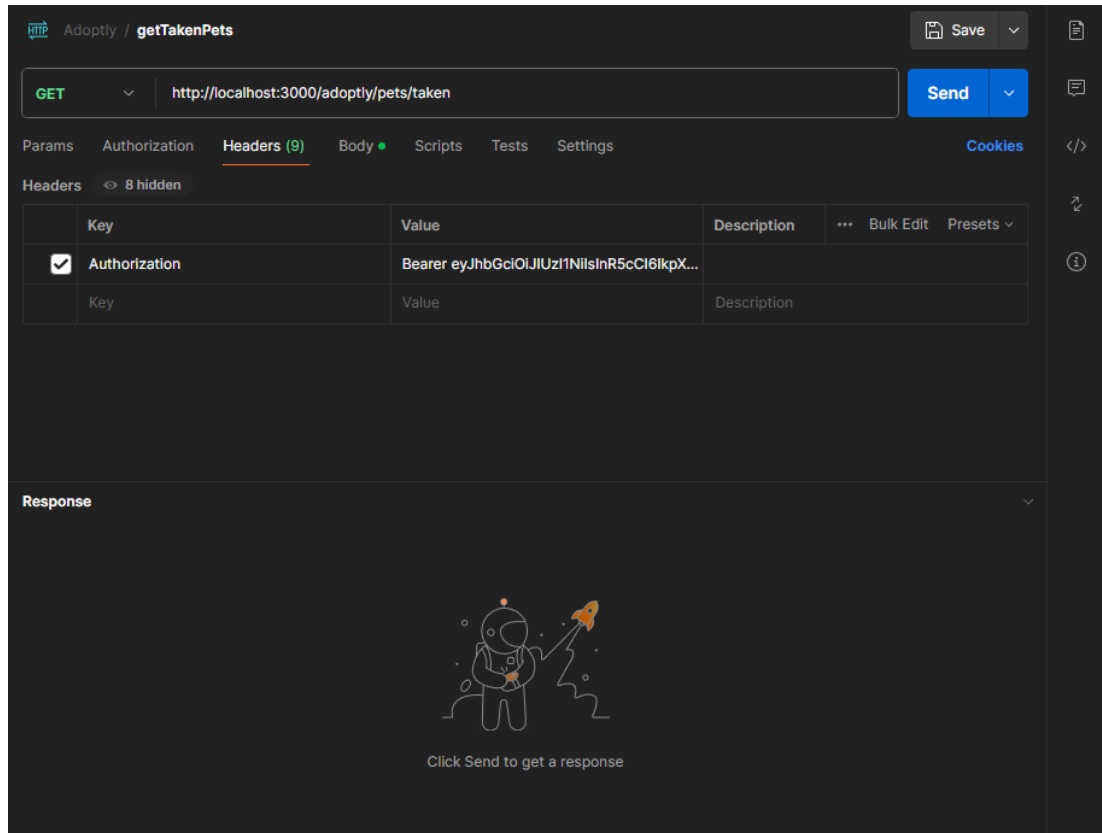 HTTP Adoptly / getTakenPets Save
GET http://localhost:3000/adoptly/pets/taken Send
Params Authorization Headers (9) Body Scripts Tests Settings Cookies
Headers 8 hidden
Key Value Description ••• Bulk Edit Presets
Authorization Bearer eyJhbGciOiJIUzI1NiIsInR5cCI6IkpX...
Key Value Description
Response
Click Send to get a response